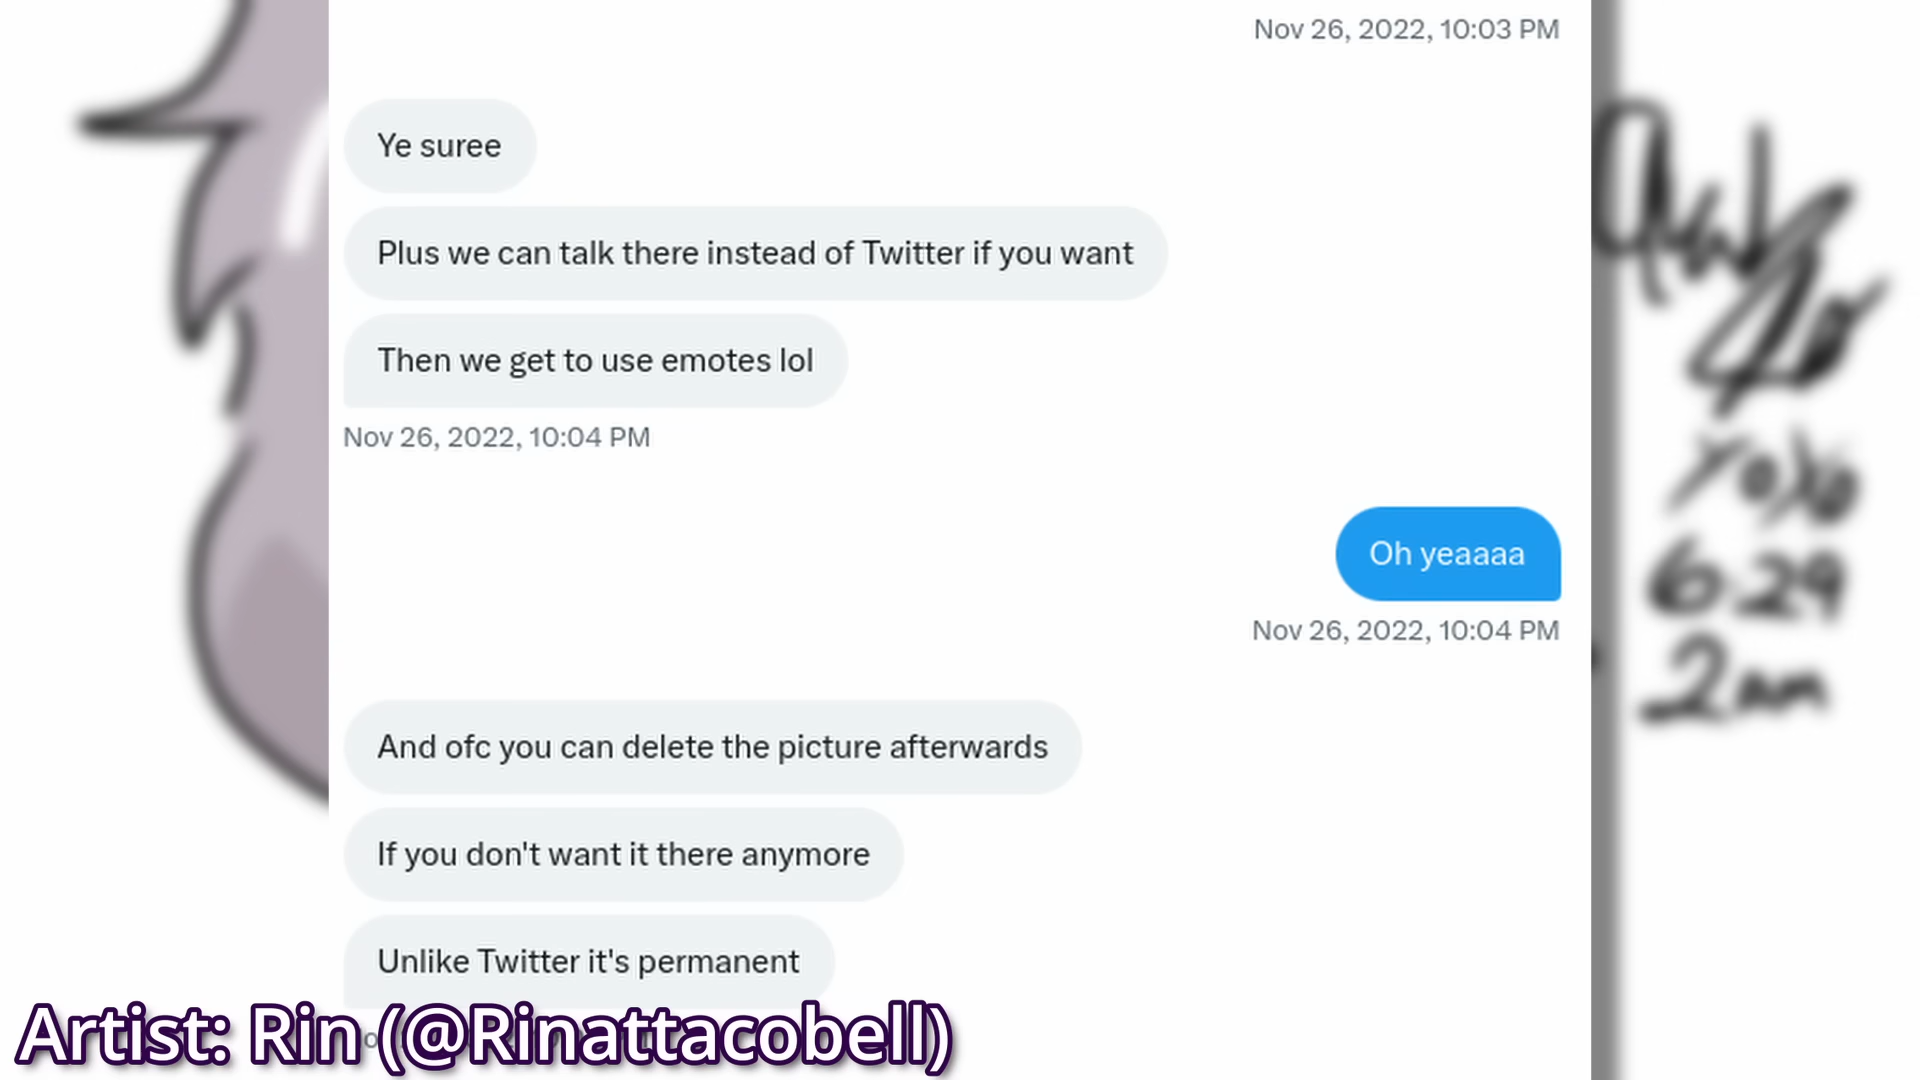 Nov 26, 2022, 10:03 PM
Ye suree
Plus we can talk there instead of Twitter if you want
Then we get to use emotes lol
Nov 26, 2022, 10:04 PM
Oh yeaaaa
Nov 26, 2022, 10:04 PM
And ofc you can delete the picture afterwards
If you don't want it there anymore
Unlike Twitter it's permanent
Artist: Rin (@Rinattacobell)
6:29
2am